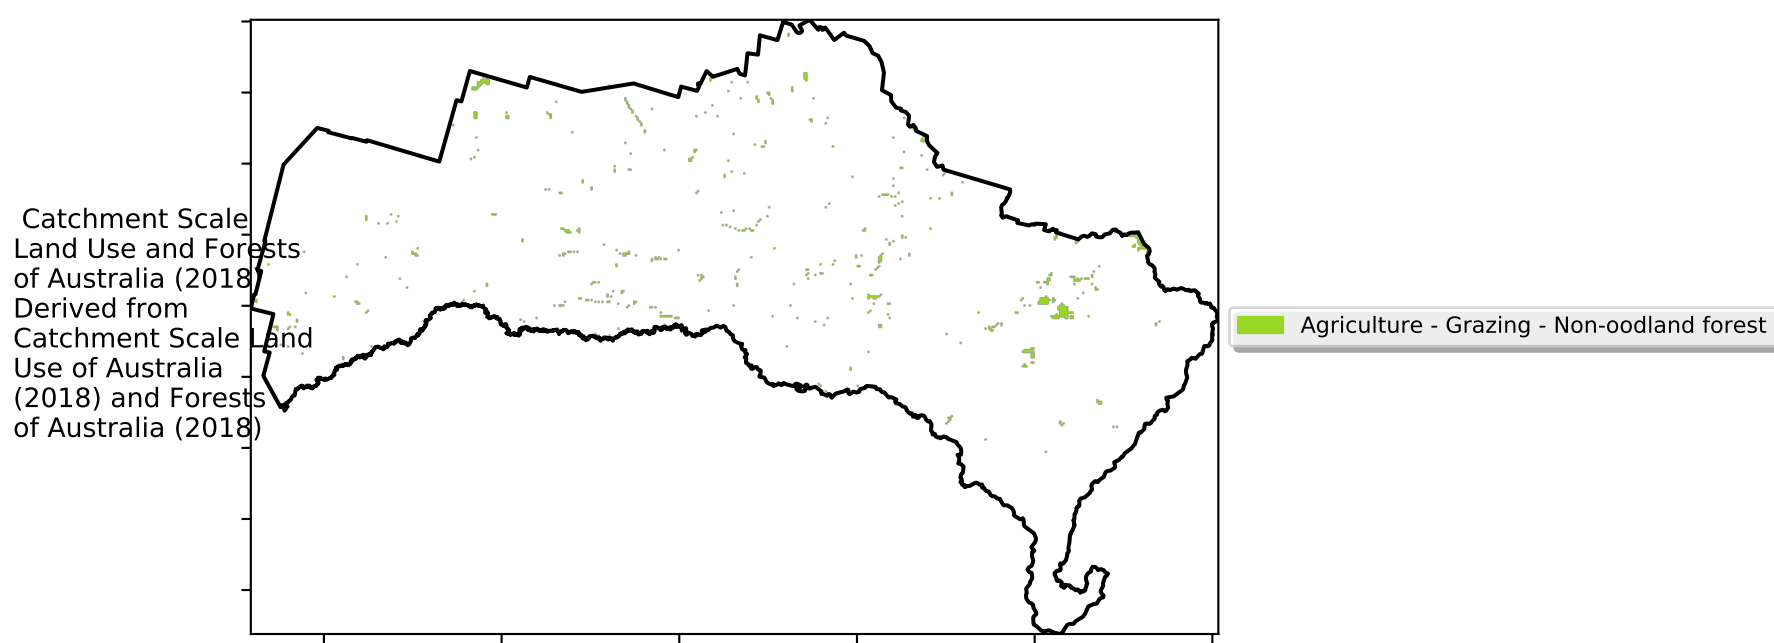 Catchment Scale
Land Use and Forests
of Australia (2018)
Derived from
Catchment Scale Land
Use of Australia
(2018) and Forests
of Australia (2018)
Agriculture - Grazing - Non-oodland forest